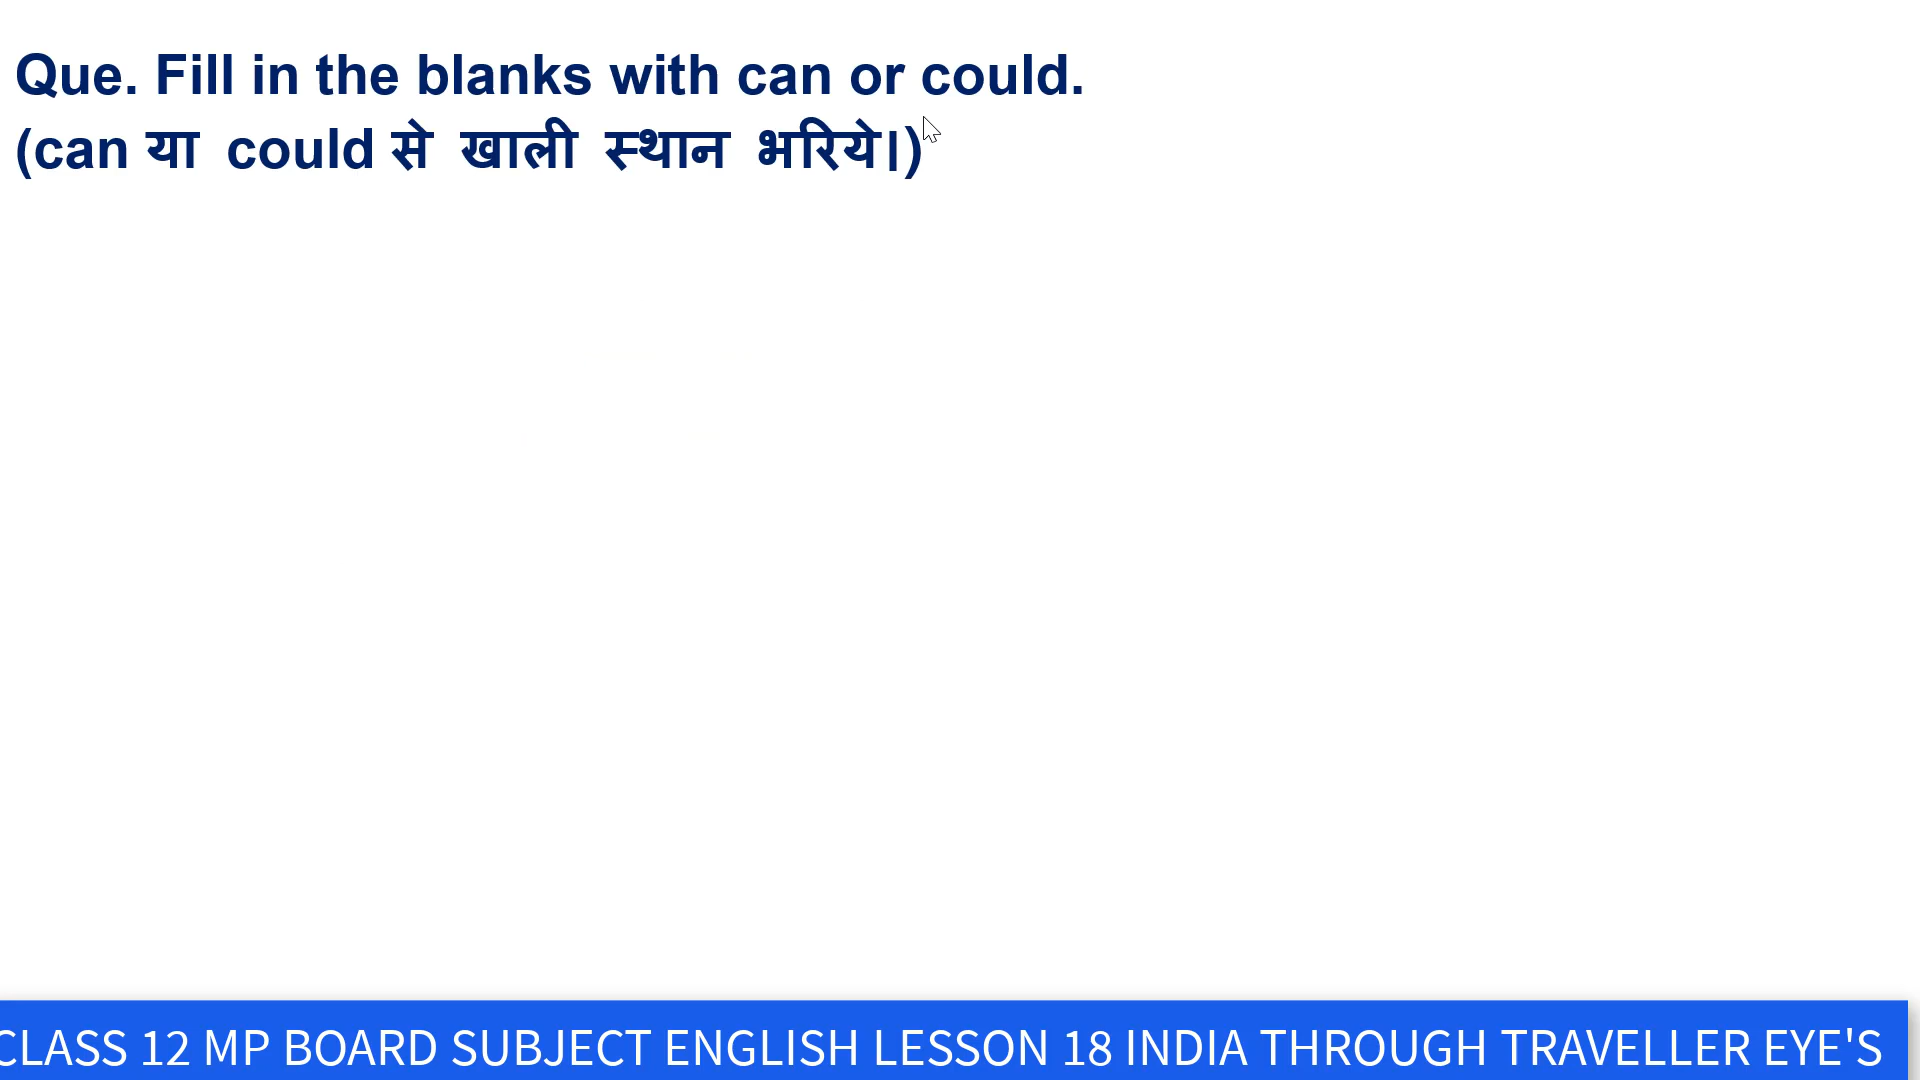 Que. Fill in the blanks with can or could.
(can या could से खाली स्थान भरिये।)
CLASS 12 MP BOARD SUBJECT ENGLISH LESSON 18 INDIA THROUGH TRAVELLER EYE'S